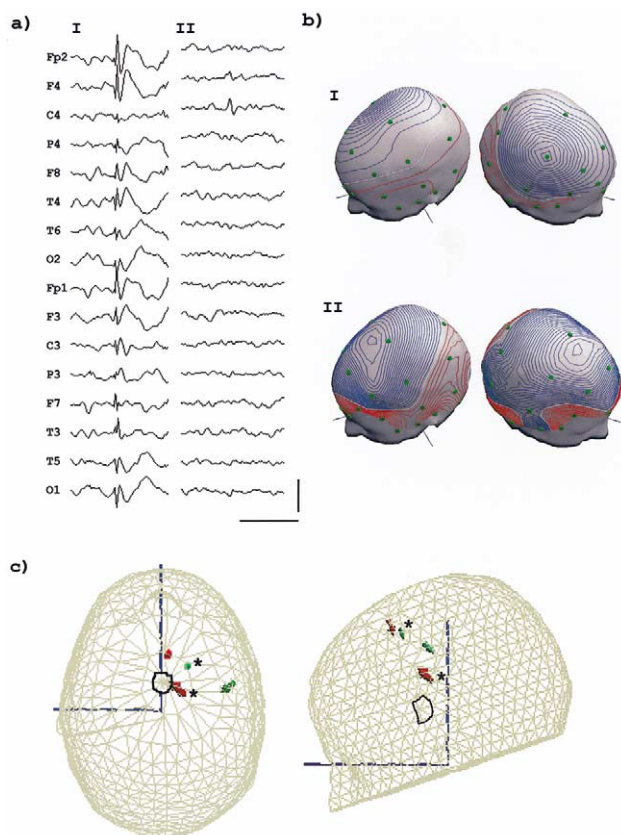 a)
I
II
Fp2
F4
C4
P4
F8
T4
T6
O2
Fp1
F3
C3
P3
F7
T3
T5
O1
b)
I
II
c)
*
*
*
*